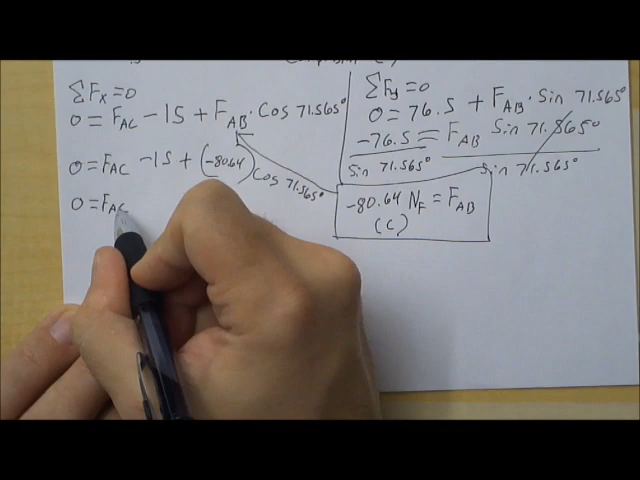 ΣFx = 0
0 = FAC - 15 + FAB · Cos 71.565°
0 = FAC - 15 + (-80.64) Cos 71.565°
0 = FAC
ΣFy = 0
0 = 76.5 + FAB · Sin 71.565°
-76.5 = FAB Sin 71.565°
Sin 71.565° Sin 71.565°
-80.64 NF = FAB
(C)